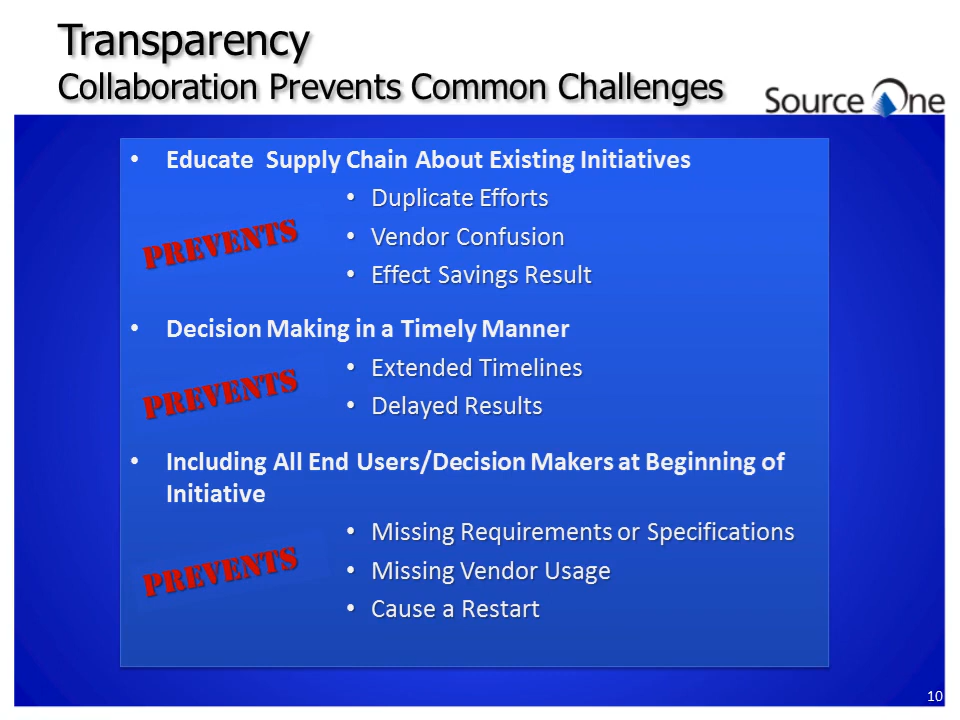 Transparency
Collaboration Prevents Common Challenges
Source One
• Educate  Supply Chain About Existing Initiatives
• Duplicate Efforts
PREVENTS
• Vendor Confusion
• Effect Savings Result
• Decision Making in a Timely Manner
• Extended Timelines
PREVENTS
• Delayed Results
• Including All End Users/Decision Makers at Beginning of
Initiative
• Missing Requirements or Specifications
PREVENTS
• Missing Vendor Usage
• Cause a Restart
10